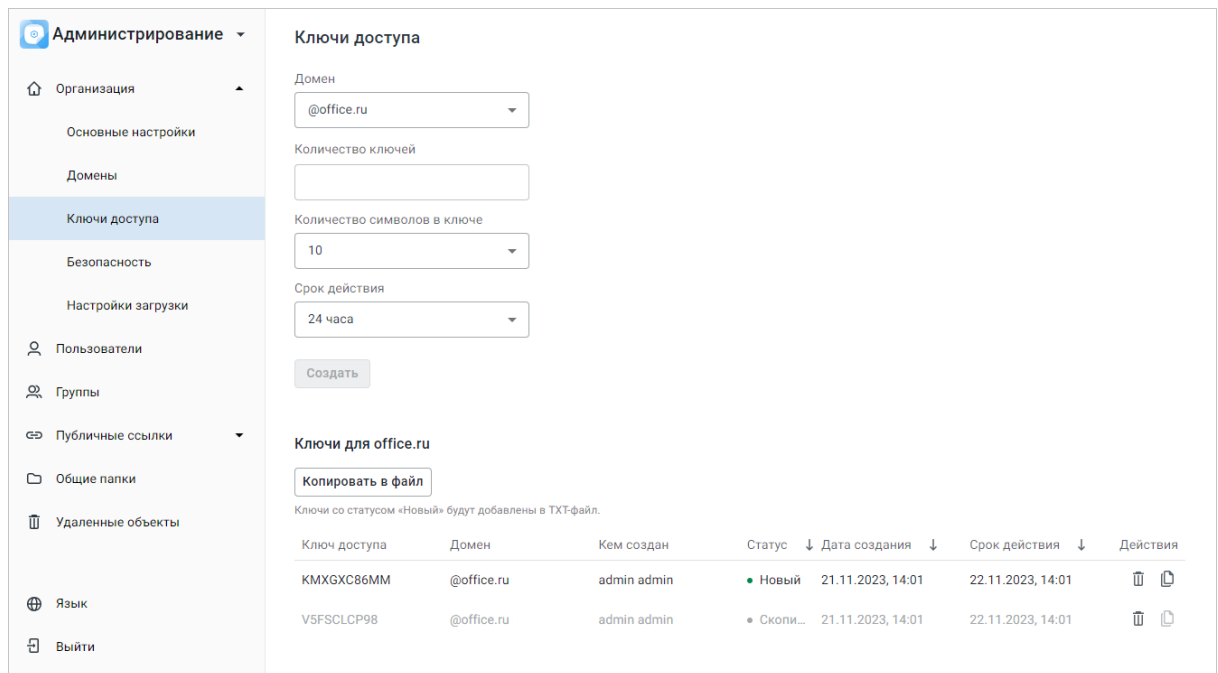 Администрирование
Организация
Основные настройки
Домены
Ключи доступа
Безопасность
Настройки загрузки
Пользователи
Группы
Публичные ссылки
Общие папки
Удаленные объекты
Язык
Выйти
Ключи доступа
Домен
@office.ru
Количество ключей
Количество символов в ключе
10
Срок действия
24 часа
Создать
Ключи для office.ru
Копировать в файл
Ключи со статусом «Новый» будут добавлены в TXT-файл.
Ключ доступа Домен Кем создан Статус Дата создания Срок действия Действия
KMXGXC86MM @office.ru admin admin Новый 21.11.2023, 14:01 22.11.2023, 14:01
V5FSCLCP98 @office.ru admin admin Скопи... 21.11.2023, 14:01 22.11.2023, 14:01